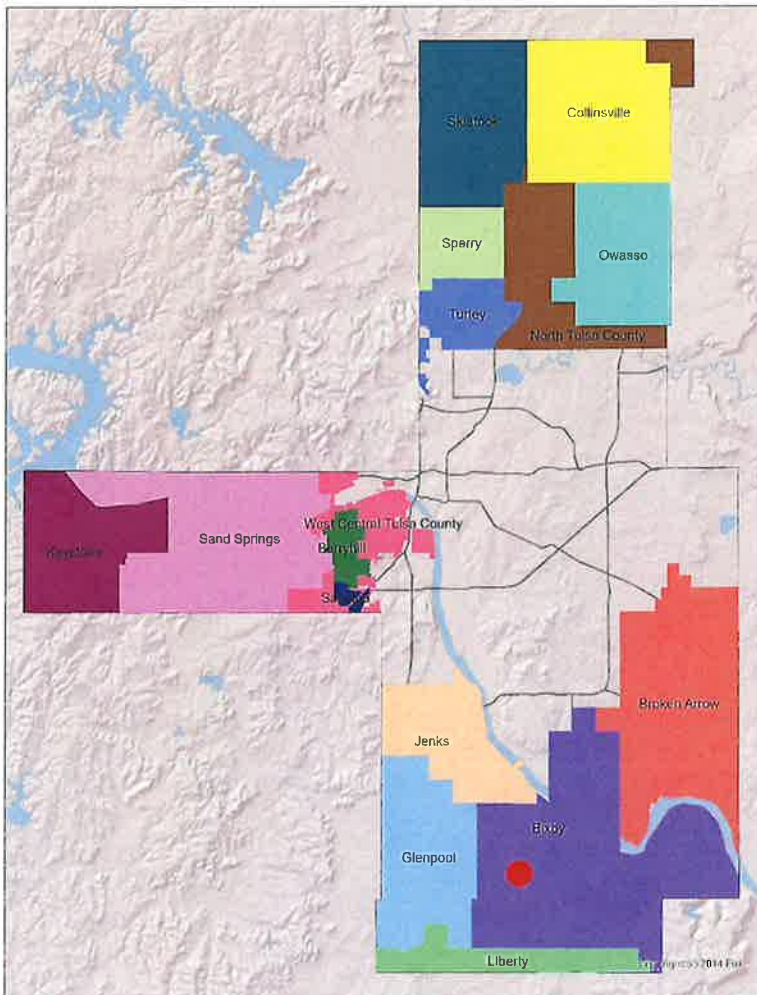 Skiatook
Collinsville
Sperry
Owasso
Turley
North Tulsa County
West Central Tulsa County
Sand Springs
Berryhill
Keystone
Broken Arrow
Jenks
Bixby
Glenpool
Liberty
2014